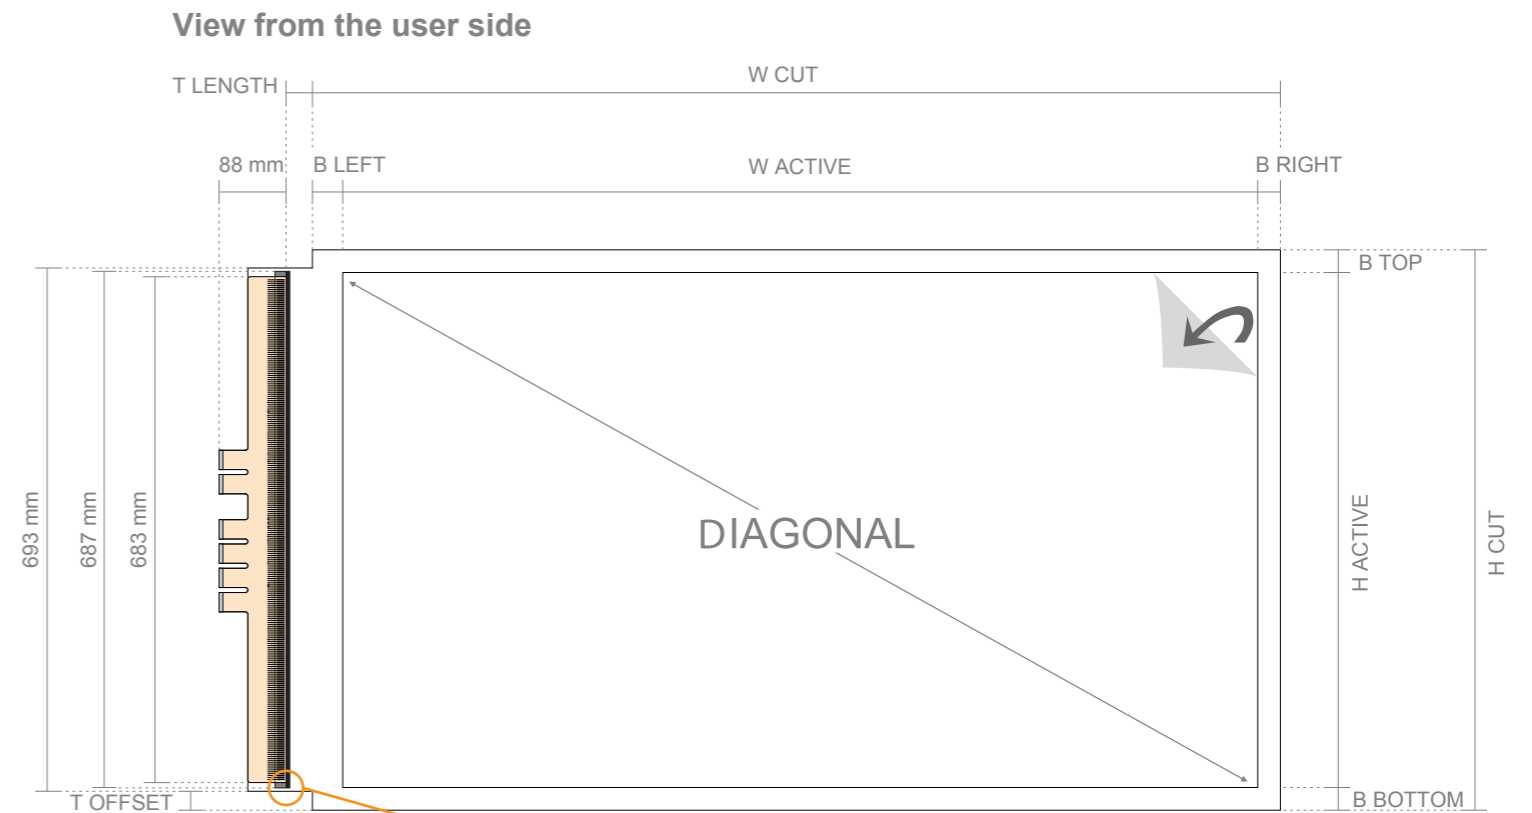 View from the user side
T LENGTH
W CUT
88 mm
B LEFT
W ACTIVE
B RIGHT
B TOP
693 mm
687 mm
683 mm
DIAGONAL
H ACTIVE
H CUT
T OFFSET
B BOTTOM